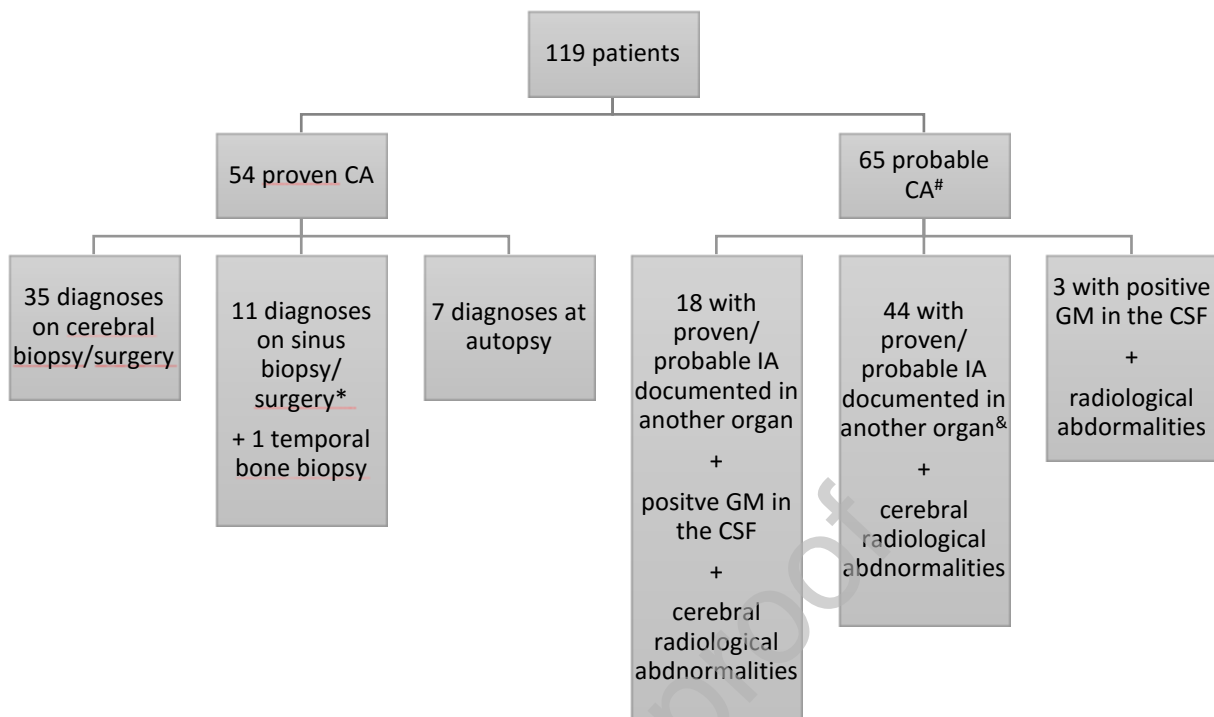 119 patients
54 proven CA
65 probable
CA#
35 diagnoses
on cerebral
biopsy/surgery
11 diagnoses
on sinus
biopsy/
surgery*
+ 1 temporal
bone biopsy
7 diagnoses at
autopsy
18 with
proven/
probable IA
documented in
another organ
+
positve GM in
the CSF
+
cerebral
radiological
abdnormalities
44 with
proven/
probable IA
documented in
another organ&
+
cerebral
radiological
abdnormalities
3 with positive
GM in the CSF
+
radiological
abdormalities
proof